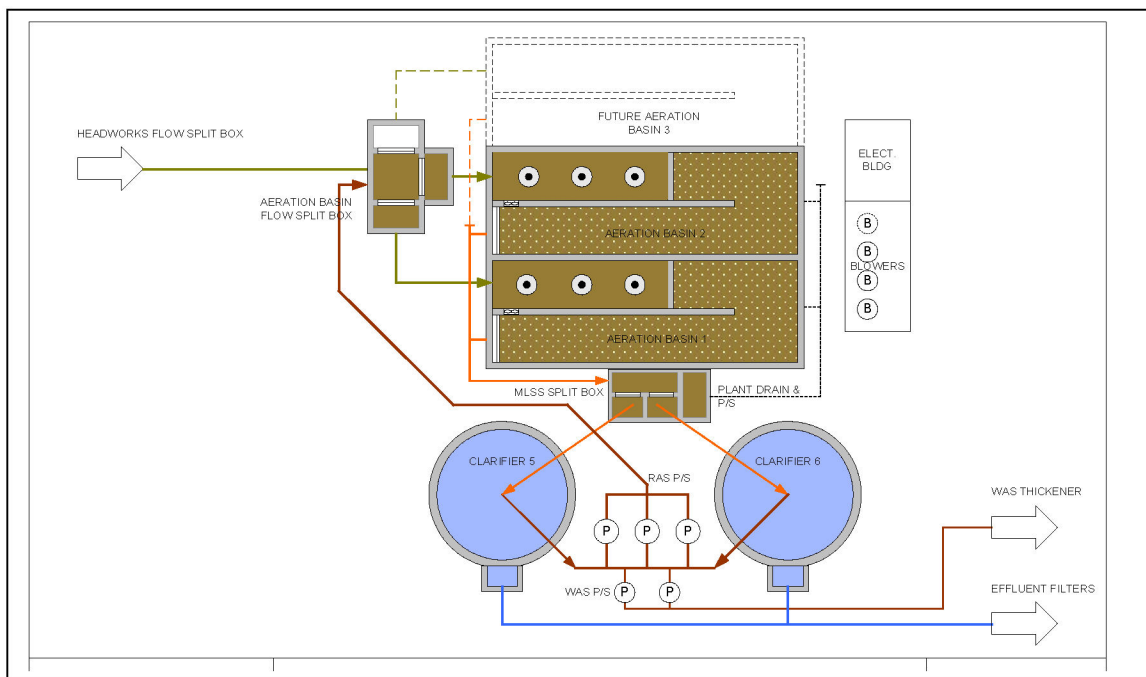 FUTURE AERATION
BASIN 3
HEADWORKS FLOW SPLIT BOX
ELECT.
BLDG
AERATION BASIN
FLOW SPLIT BOX
AERATION BASIN 2
B
B
BLOWERS
B
B
AERATION BASIN 1
MLSS SPLIT BOX
PLANT DRAIN &
P/S
CLARIFIER 5
CLARIFIER 6
RAS P/S
WAS THICKENER
P
P
P
WAS P/S
P
P
EFFLUENT FILTERS